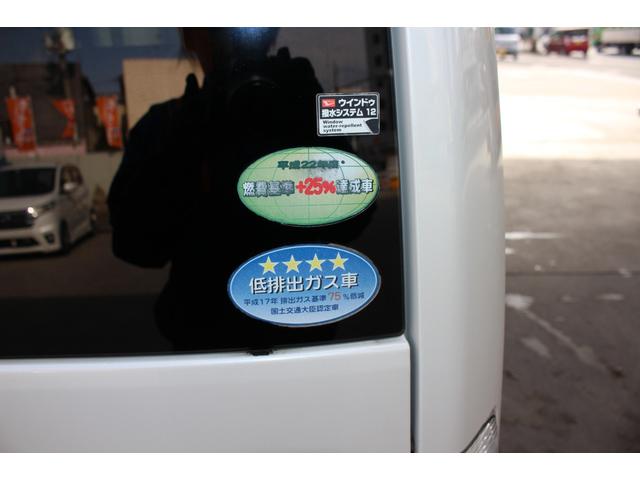 ウインドゥ
撥水システム 12
Window
water-repellent
system
平成22年度
燃費基準+25%達成車
★★★★
低排出ガス車
平成17年 排出ガス基準 75 %低減
国土交通大臣認定車